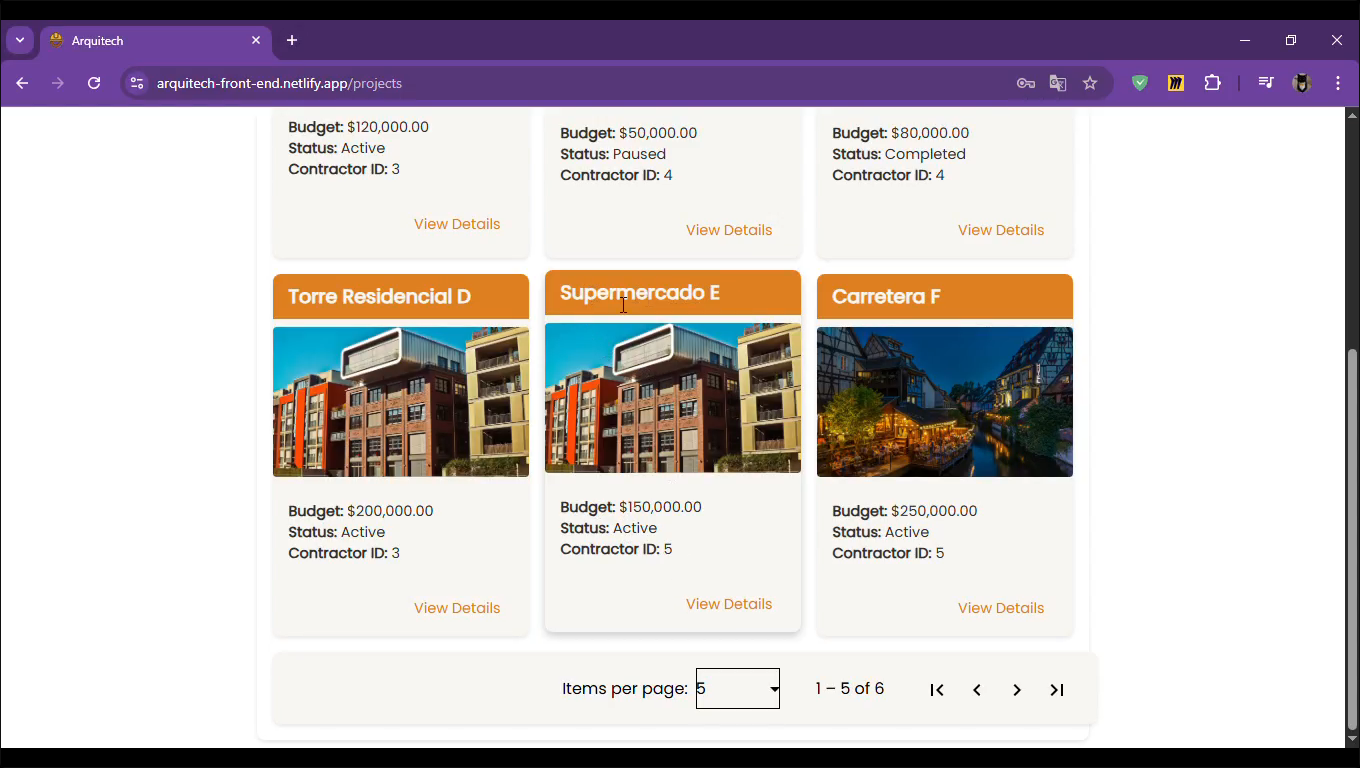 Arquitech
arquitech-front-end.netlify.app/projects
Budget: $120,000.00
Status: Active
Contractor ID: 3
View Details
Budget: $50,000.00
Status: Paused
Contractor ID: 4
View Details
Budget: $80,000.00
Status: Completed
Contractor ID: 4
View Details
Torre Residencial D
Budget: $200,000.00
Status: Active
Contractor ID: 3
View Details
Supermercado E
Budget: $150,000.00
Status: Active
Contractor ID: 5
View Details
Carretera F
Budget: $250,000.00
Status: Active
Contractor ID: 5
View Details
Items per page: 5
1 – 5 of 6